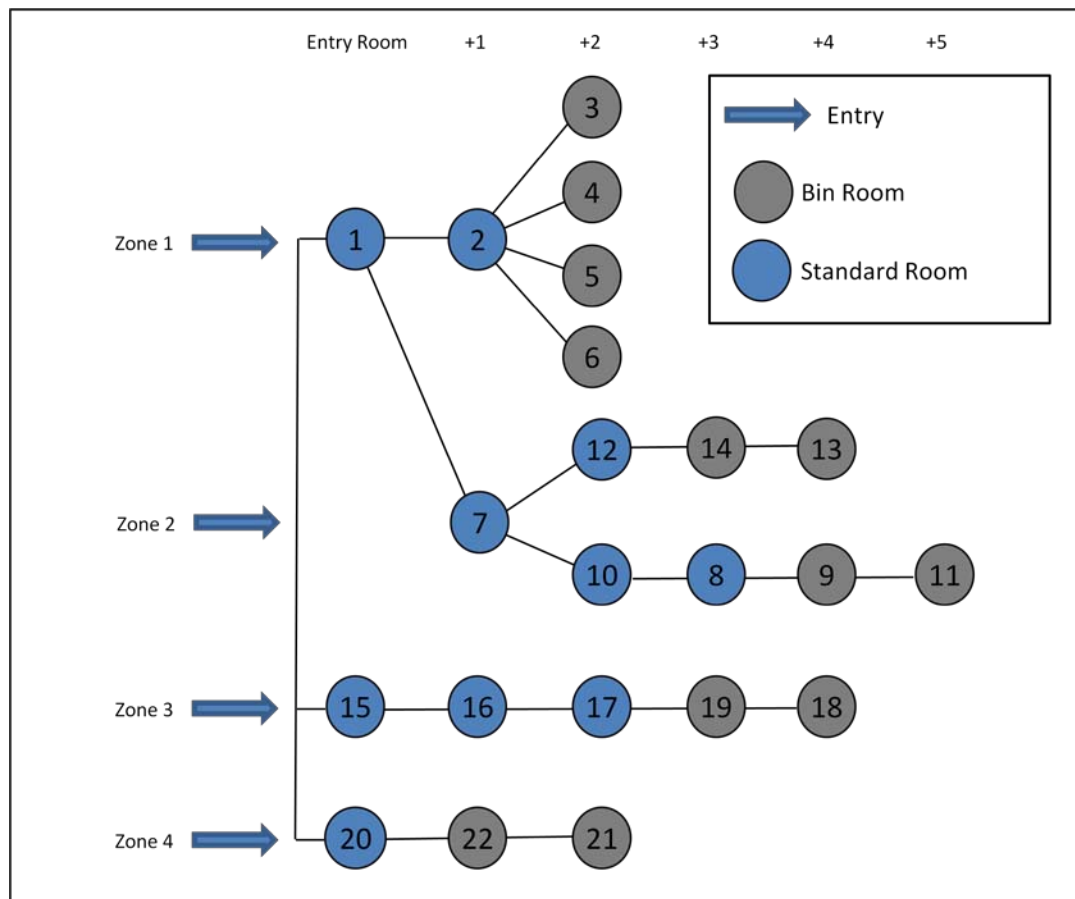 Entry Room +1 +2 +3 +4 +5
3
Entry
4
Bin Room
Zone 1
1 2
5
Standard Room
6
12 14 13
Zone 2
7
10 8 9 11
Zone 3
15 16 17 19 18
Zone 4
20 22 21